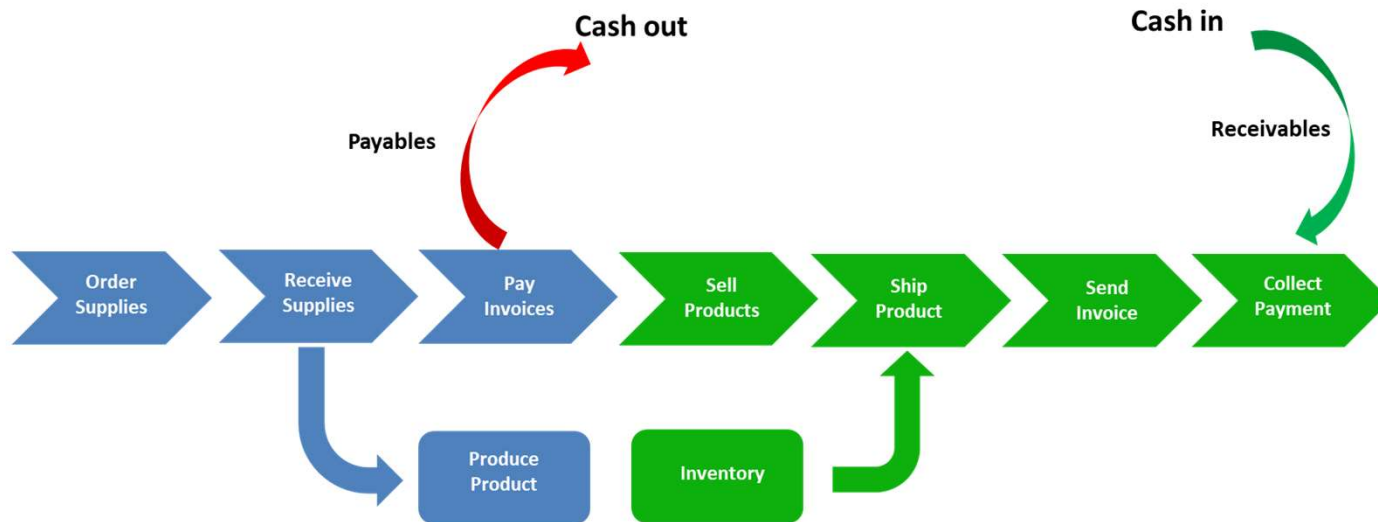 Cash out
Cash in
Payables
Receivables
Order
Supplies
Receive
Supplies
Pay
Invoices
Sell
Products
Ship
Product
Send
Invoice
Collect
Payment
Produce
Product
Inventory